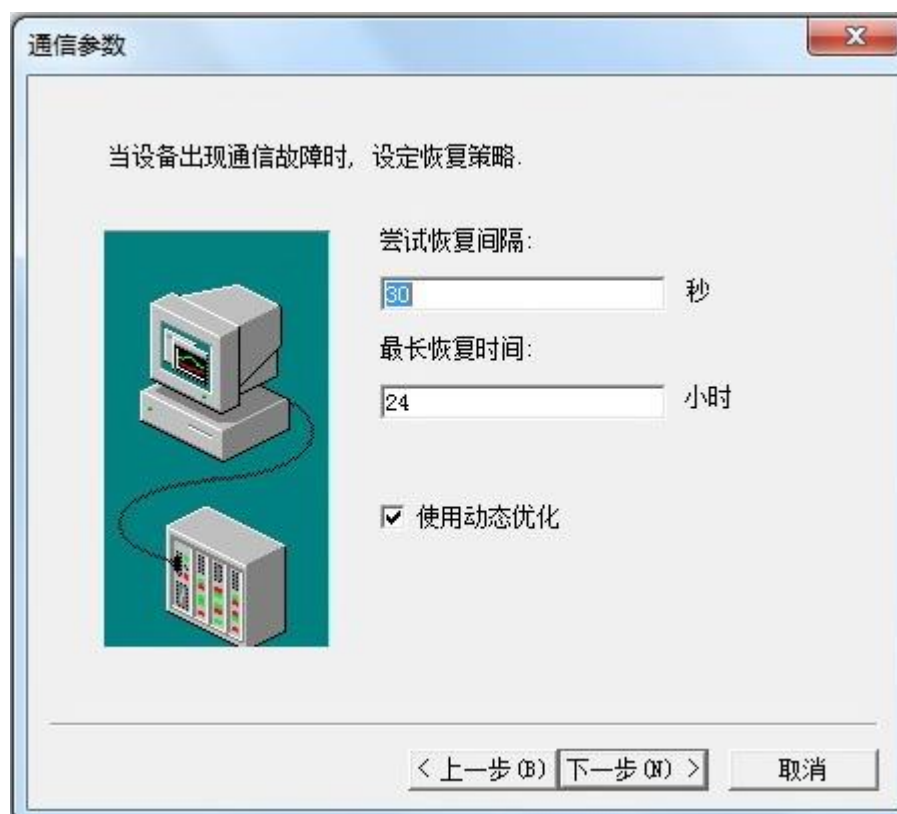 通信参数
当设备出现通信故障时, 设定恢复策略.
尝试恢复间隔:
30 秒
最长恢复时间:
24 小时
使用动态优化
< 上一步(B) 下一步(N) > 取消